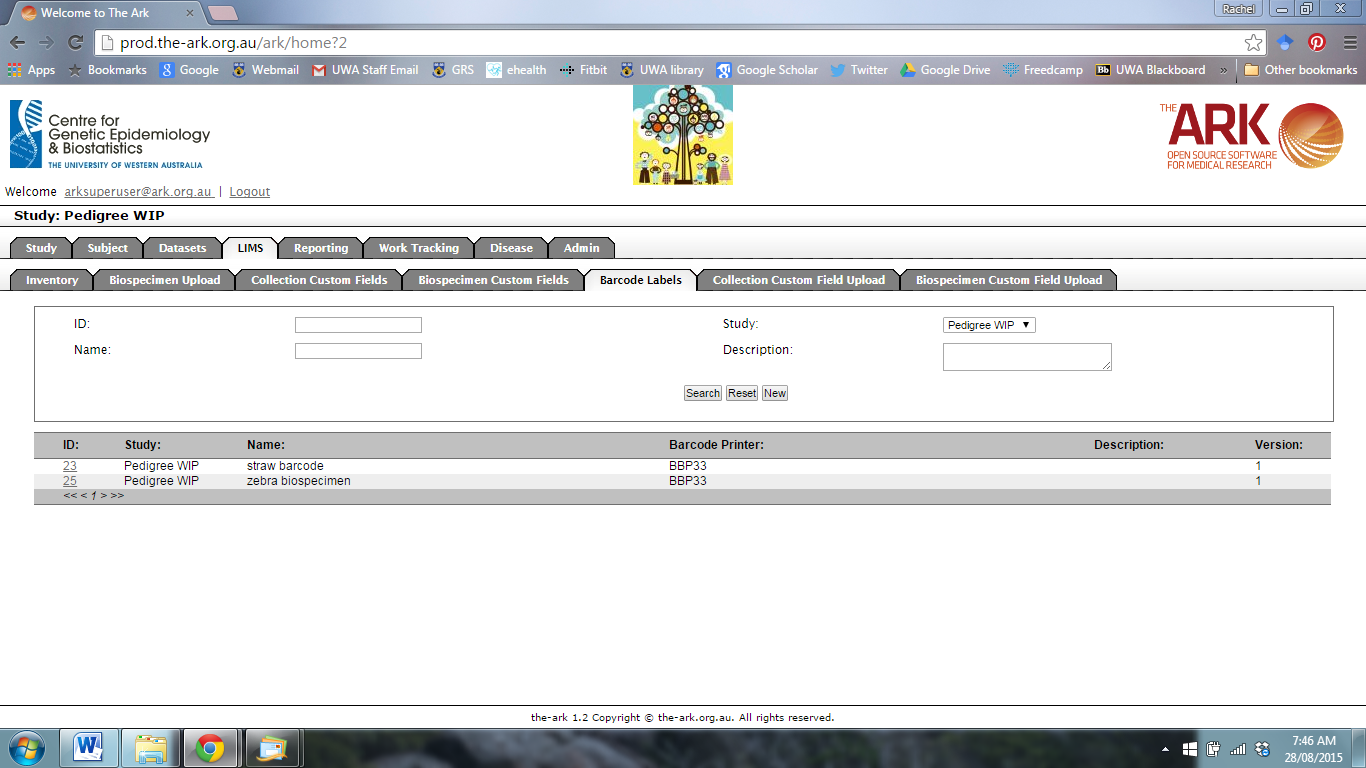 Welcome to The Ark
Rachel
prod.the-ark.org.au/ark/home?2
Apps Bookmarks Google Webmail UWA Staff Email GRS ehealth Fitbit UWA library Google Scholar Twitter Google Drive Freedcamp Bb UWA Blackboard » Other bookmarks
Centre for
Genetic Epidemiology
& Biostatistics
THE UNIVERSITY OF WESTERN AUSTRALIA
THE ARK
OPEN SOURCE SOFTWARE
FOR MEDICAL RESEARCH
Welcome arksuperuser@ark.org.au | Logout
Study: Pedigree WIP
Study Subject Datasets LIMS Reporting Work Tracking Disease Admin
Inventory Biospecimen Upload Collection Custom Fields Biospecimen Custom Fields Barcode Labels Collection Custom Field Upload Biospecimen Custom Field Upload
ID: Study: Pedigree WIP
Name: Description:
Search Reset New
ID: Study: Name: Barcode Printer: Description: Version:
23 Pedigree WIP straw barcode BBP33 1
25 Pedigree WIP zebra biospecimen BBP33 1
<< < 1 > >>
the-ark 1.2 Copyright © the-ark.org.au. All rights reserved.
7:46 AM
28/08/2015